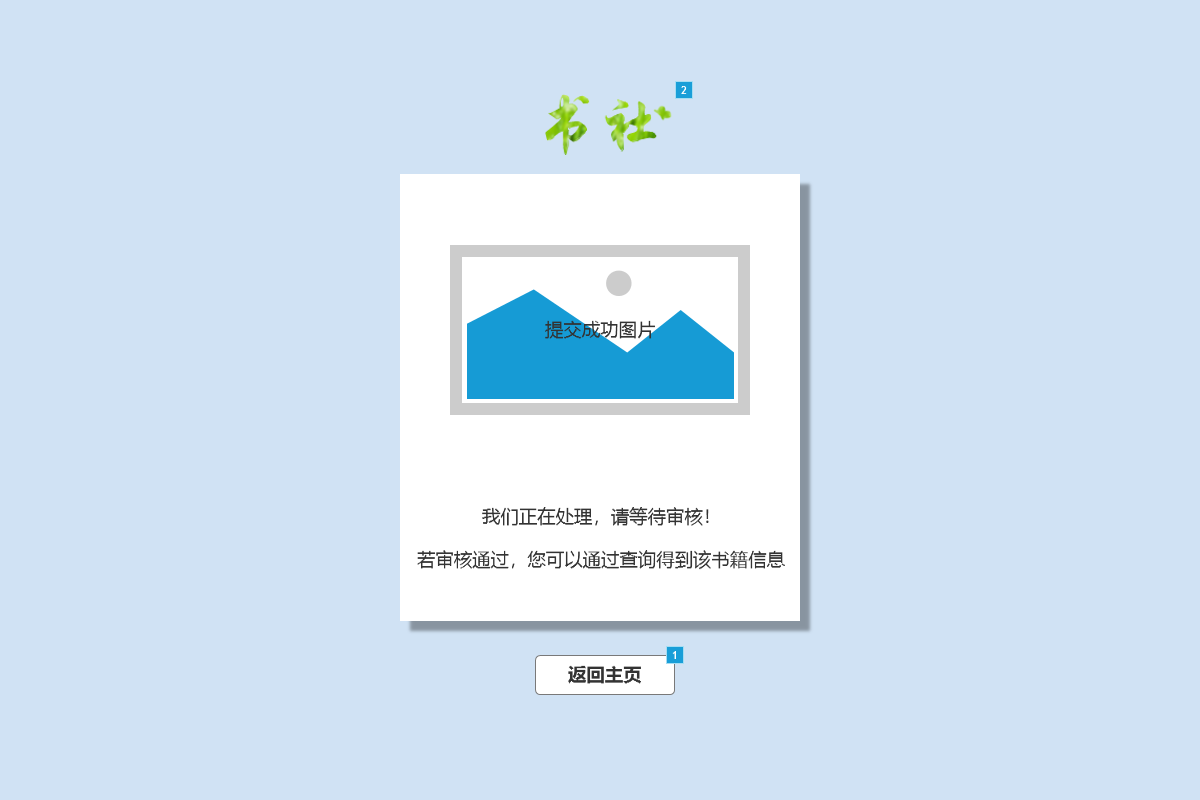 2
书社
提交成功图片
我们正在处理，请等待审核！
若审核通过，您可以通过查询得到该书籍信息
1
返回主页